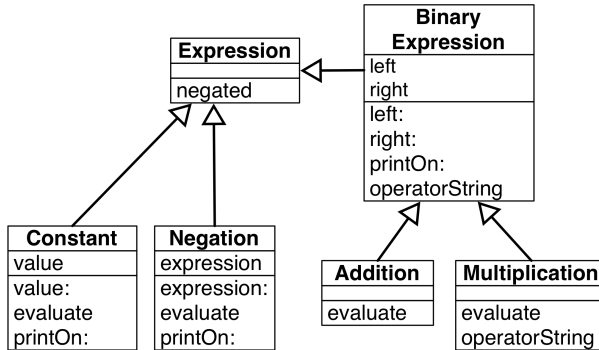 Expression
negated
Binary
Expression
left
right
left:
right:
printOn:
operatorString
Constant
value
value:
evaluate
printOn:
Negation
expression
expression:
evaluate
printOn:
Addition
evaluate
Multiplication
evaluate
operatorString